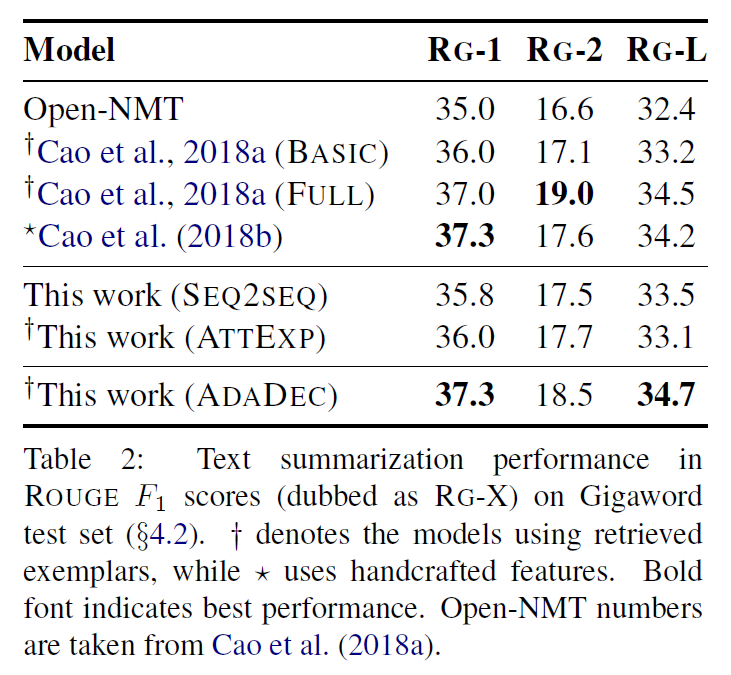 Model RG-1 RG-2 RG-L
Open-NMT 35.0 16.6 32.4
†Cao et al., 2018a (BASIC) 36.0 17.1 33.2
†Cao et al., 2018a (FULL) 37.0 19.0 34.5
⋆Cao et al. (2018b) 37.3 17.6 34.2
This work (SEQ2SEQ) 35.8 17.5 33.5
†This work (ATTEXP) 36.0 17.7 33.1
†This work (ADADEC) 37.3 18.5 34.7
Table 2: Text summarization performance in
ROUGE F1 scores (dubbed as RG-X) on Gigaword
test set (§4.2). † denotes the models using retrieved
exemplars, while ⋆ uses handcrafted features. Bold
font indicates best performance. Open-NMT numbers
are taken from Cao et al. (2018a).